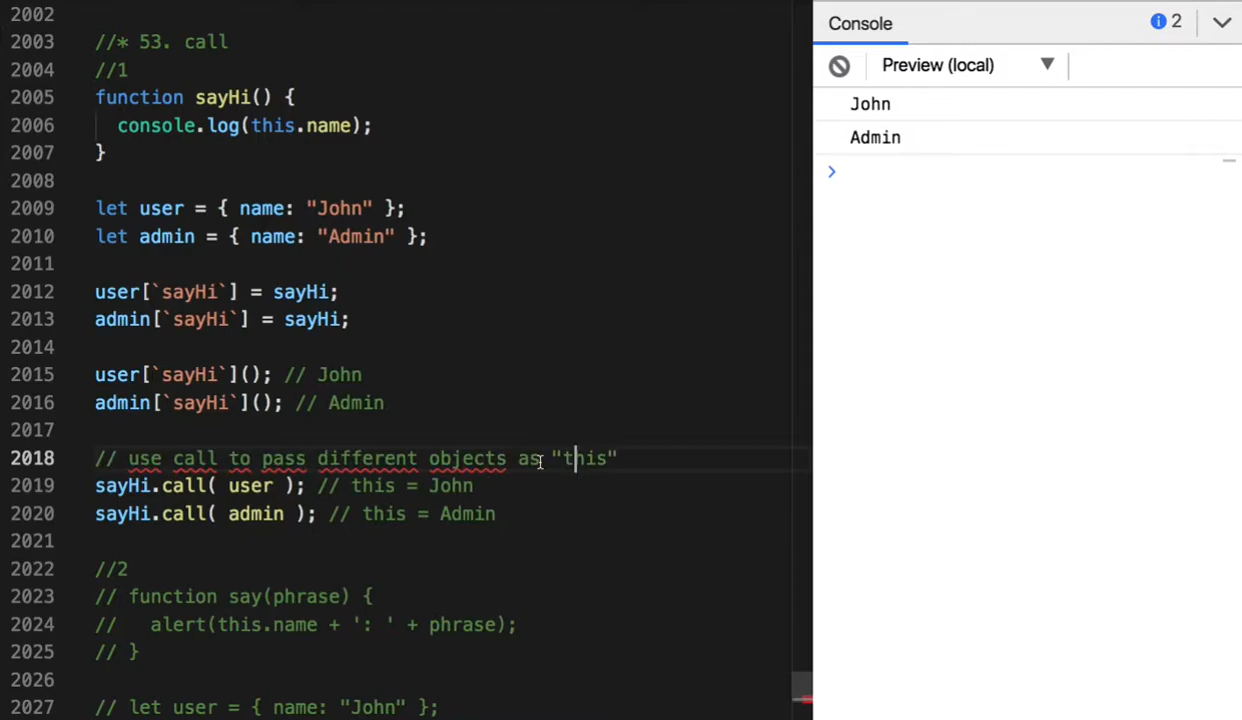 2002
2003 //* 53. call
2004 //1
2005 function sayHi() {
2006 console.log(this.name);
2007 }
2008
2009 let user = { name: "John" };
2010 let admin = { name: "Admin" };
2011
2012 user[`sayHi`] = sayHi;
2013 admin[`sayHi`] = sayHi;
2014
2015 user[`sayHi`](); // John
2016 admin[`sayHi`](); // Admin
2017
2018 // use call to pass different objects as "this"
2019 sayHi.call( user ); // this = John
2020 sayHi.call( admin ); // this = Admin
2021
2022 //2
2023 // function say(phrase) {
2024 // alert(this.name + ': ' + phrase);
2025 // }
2026
2027 // let user = { name: "John" };
Console
2
Preview (local)
John
Admin